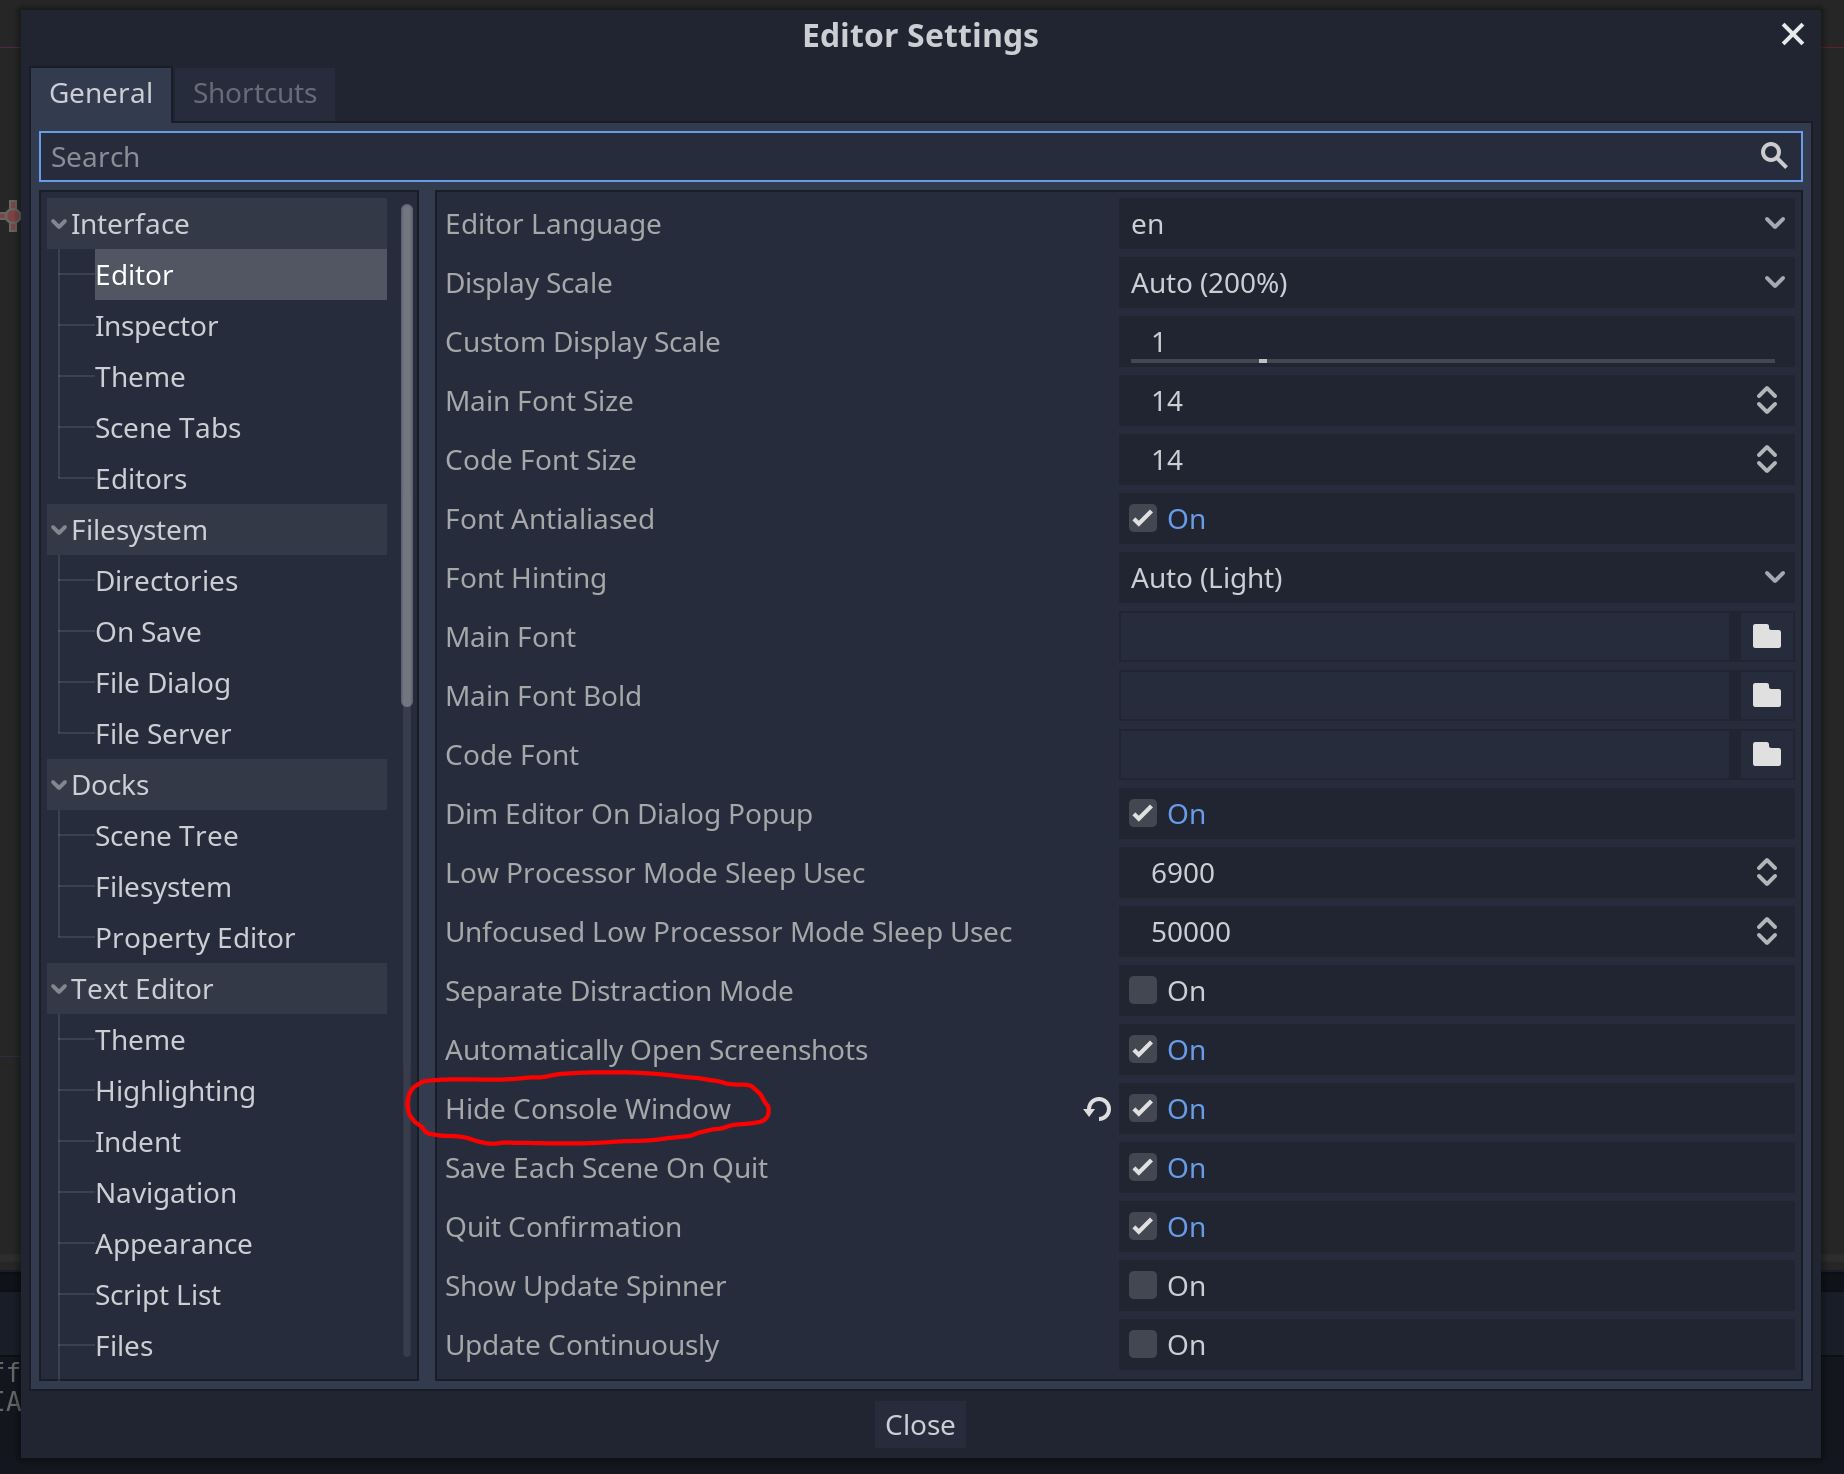 Editor Settings
General Shortcuts
Search
Interface
Editor
Inspector
Theme
Scene Tabs
Editors
Filesystem
Directories
On Save
File Dialog
File Server
Docks
Scene Tree
Filesystem
Property Editor
Text Editor
Theme
Highlighting
Indent
Navigation
Appearance
Script List
Files
Editor Language en
Display Scale Auto (200%)
Custom Display Scale 1
Main Font Size 14
Code Font Size 14
Font Antialiased On
Font Hinting Auto (Light)
Main Font
Main Font Bold
Code Font
Dim Editor On Dialog Popup On
Low Processor Mode Sleep Usec 6900
Unfocused Low Processor Mode Sleep Usec 50000
Separate Distraction Mode On
Automatically Open Screenshots On
Hide Console Window On
Save Each Scene On Quit On
Quit Confirmation On
Show Update Spinner On
Update Continuously On
Close